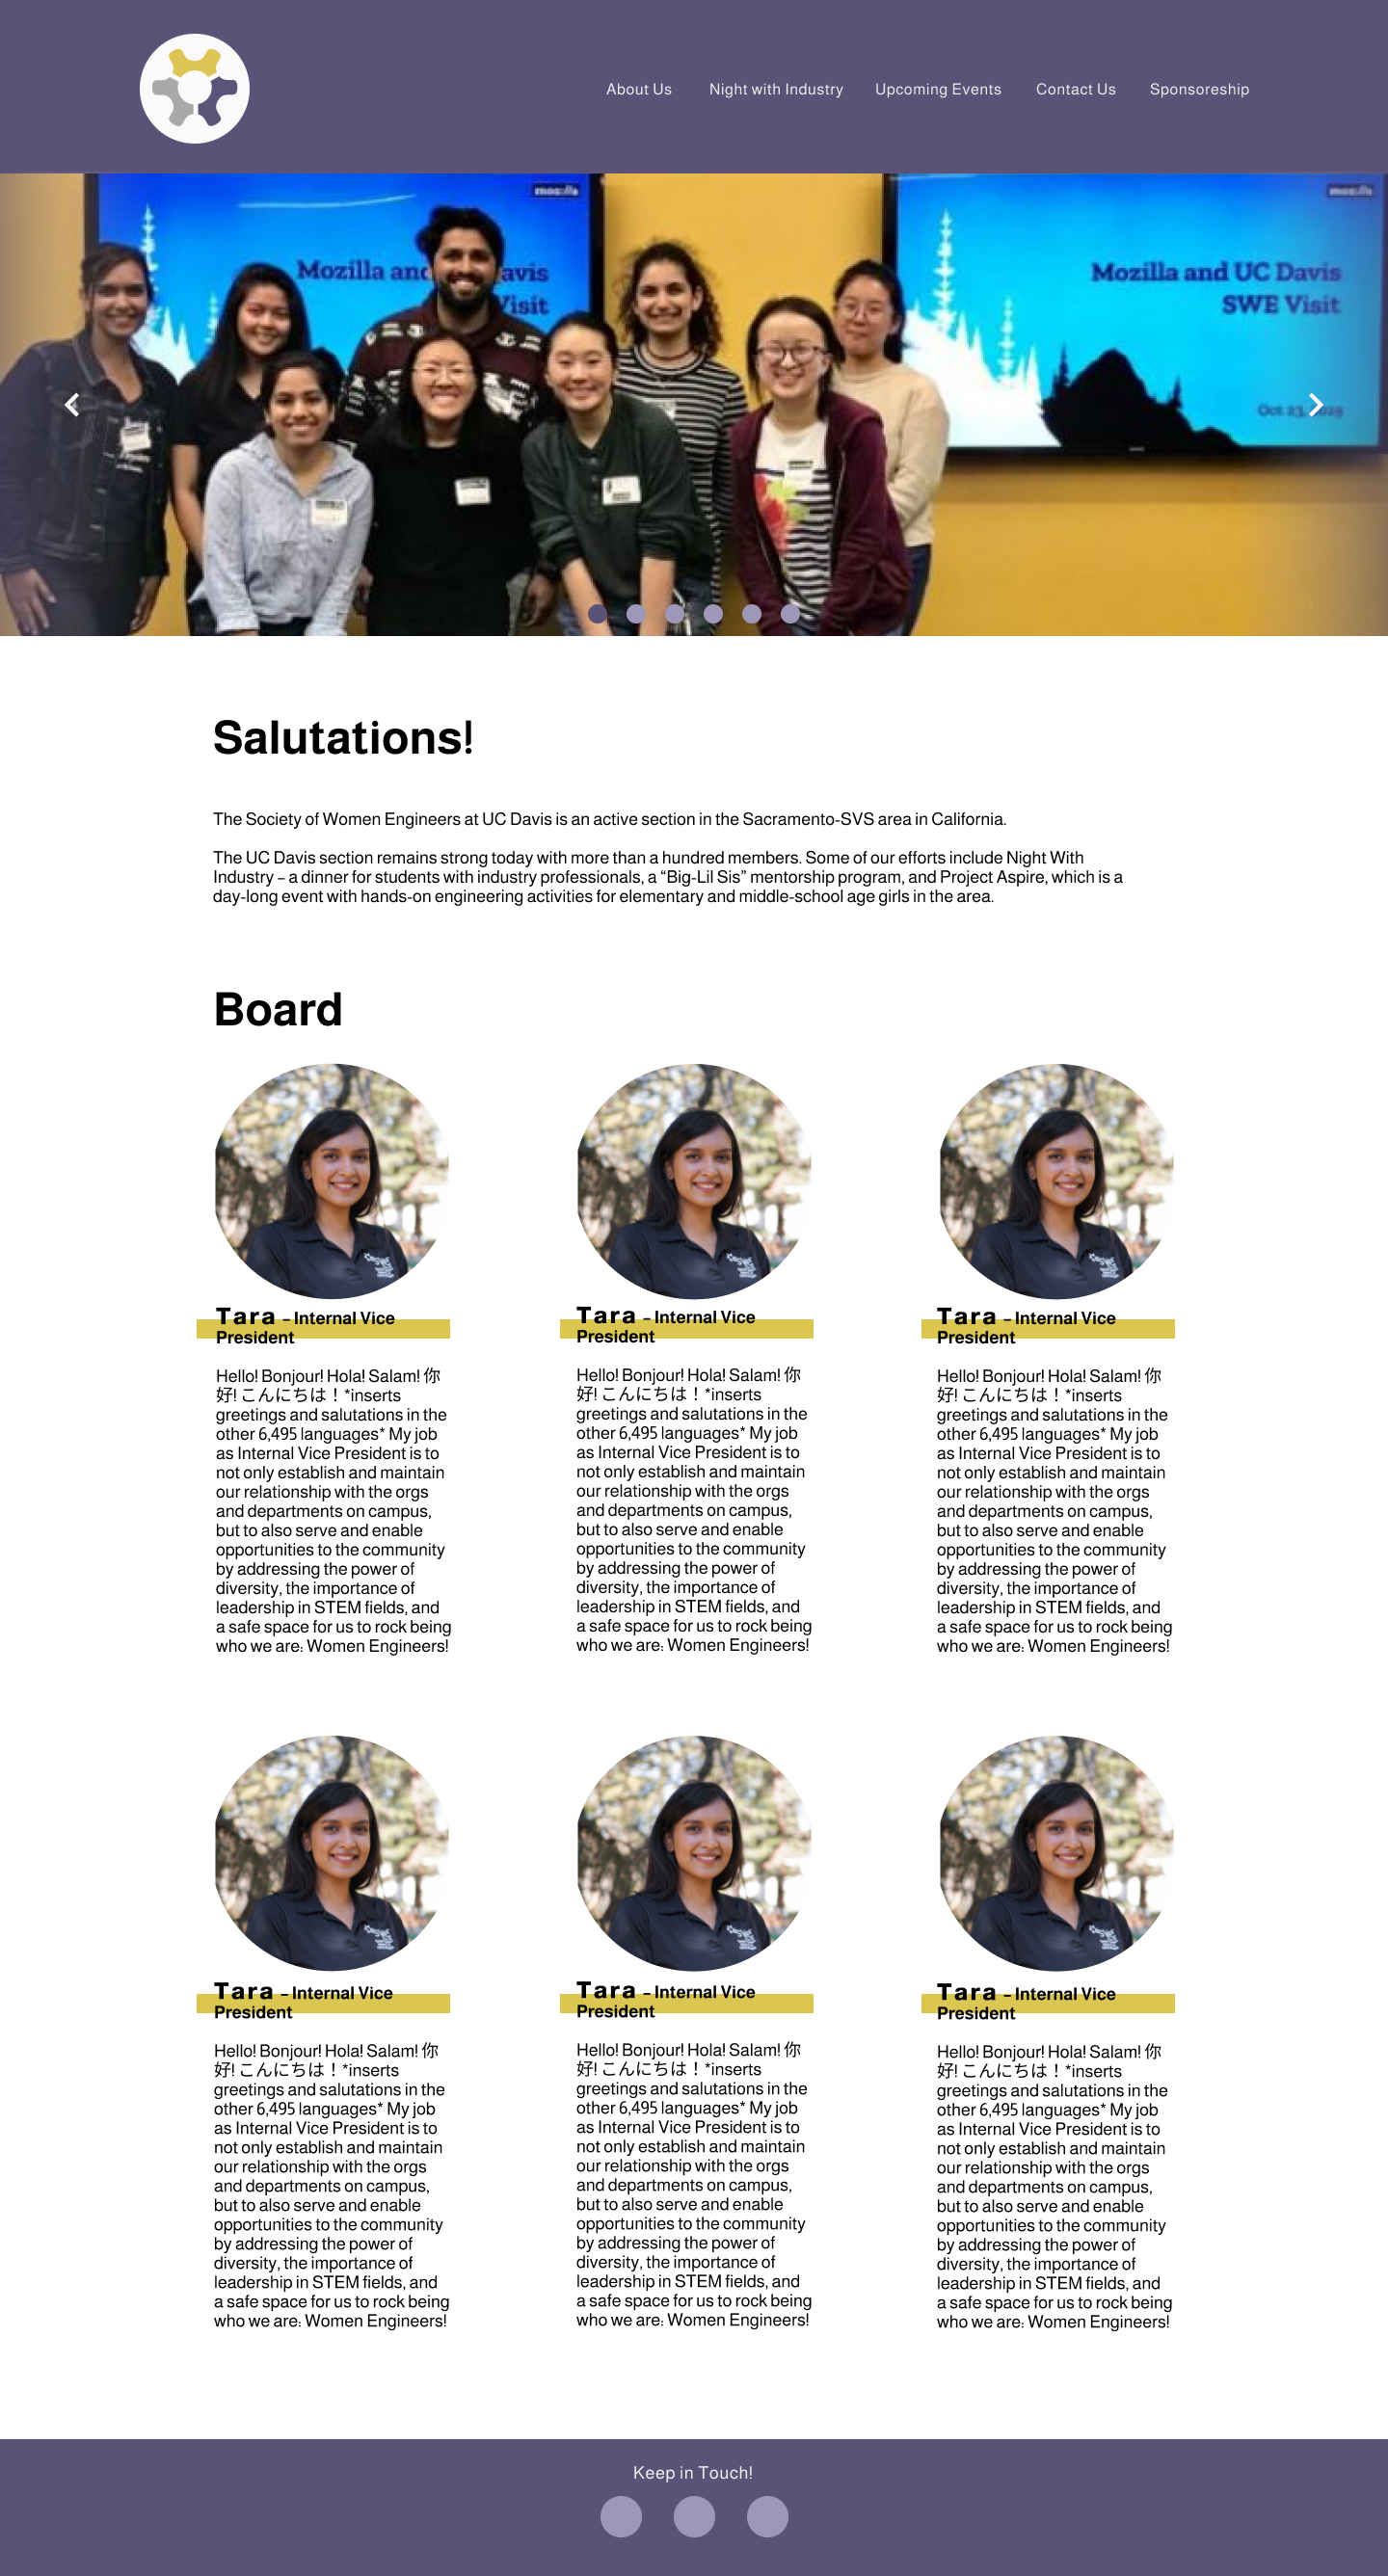 About Us Night with Industry Upcoming Events Contact Us Sponsoreship
mozilla mozilla
Mozilla and avis
Visit
Mozilla and UC Davis
SWE Visit
Oct 23, 2019
Salutations!
The Society of Women Engineers at UC Davis is an active section in the Sacramento-SVS area in California.
The UC Davis section remains strong today with more than a hundred members. Some of our efforts include Night With
Industry – a dinner for students with industry professionals, a “Big-Lil Sis” mentorship program, and Project Aspire, which is a
day-long event with hands-on engineering activities for elementary and middle-school age girls in the area.
Board
Tara – Internal Vice
President
Hello! Bonjour! Hola! Salam! 你
好! こんにちは！*inserts
greetings and salutations in the
other 6,495 languages* My job
as Internal Vice President is to
not only establish and maintain
our relationship with the orgs
and departments on campus,
but to also serve and enable
opportunities to the community
by addressing the power of
diversity, the importance of
leadership in STEM fields, and
a safe space for us to rock being
who we are: Women Engineers!
Tara – Internal Vice
President
Hello! Bonjour! Hola! Salam! 你
好! こんにちは！*inserts
greetings and salutations in the
other 6,495 languages* My job
as Internal Vice President is to
not only establish and maintain
our relationship with the orgs
and departments on campus,
but to also serve and enable
opportunities to the community
by addressing the power of
diversity, the importance of
leadership in STEM fields, and
a safe space for us to rock being
who we are: Women Engineers!
Tara – Internal Vice
President
Hello! Bonjour! Hola! Salam! 你
好! こんにちは！*inserts
greetings and salutations in the
other 6,495 languages* My job
as Internal Vice President is to
not only establish and maintain
our relationship with the orgs
and departments on campus,
but to also serve and enable
opportunities to the community
by addressing the power of
diversity, the importance of
leadership in STEM fields, and
a safe space for us to rock being
who we are: Women Engineers!
Tara – Internal Vice
President
Hello! Bonjour! Hola! Salam! 你
好! こんにちは！*inserts
greetings and salutations in the
other 6,495 languages* My job
as Internal Vice President is to
not only establish and maintain
our relationship with the orgs
and departments on campus,
but to also serve and enable
opportunities to the community
by addressing the power of
diversity, the importance of
leadership in STEM fields, and
a safe space for us to rock being
who we are: Women Engineers!
Tara – Internal Vice
President
Hello! Bonjour! Hola! Salam! 你
好! こんにちは！*inserts
greetings and salutations in the
other 6,495 languages* My job
as Internal Vice President is to
not only establish and maintain
our relationship with the orgs
and departments on campus,
but to also serve and enable
opportunities to the community
by addressing the power of
diversity, the importance of
leadership in STEM fields, and
a safe space for us to rock being
who we are: Women Engineers!
Tara – Internal Vice
President
Hello! Bonjour! Hola! Salam! 你
好! こんにちは！*inserts
greetings and salutations in the
other 6,495 languages* My job
as Internal Vice President is to
not only establish and maintain
our relationship with the orgs
and departments on campus,
but to also serve and enable
opportunities to the community
by addressing the power of
diversity, the importance of
leadership in STEM fields, and
a safe space for us to rock being
who we are: Women Engineers!
Keep in Touch!